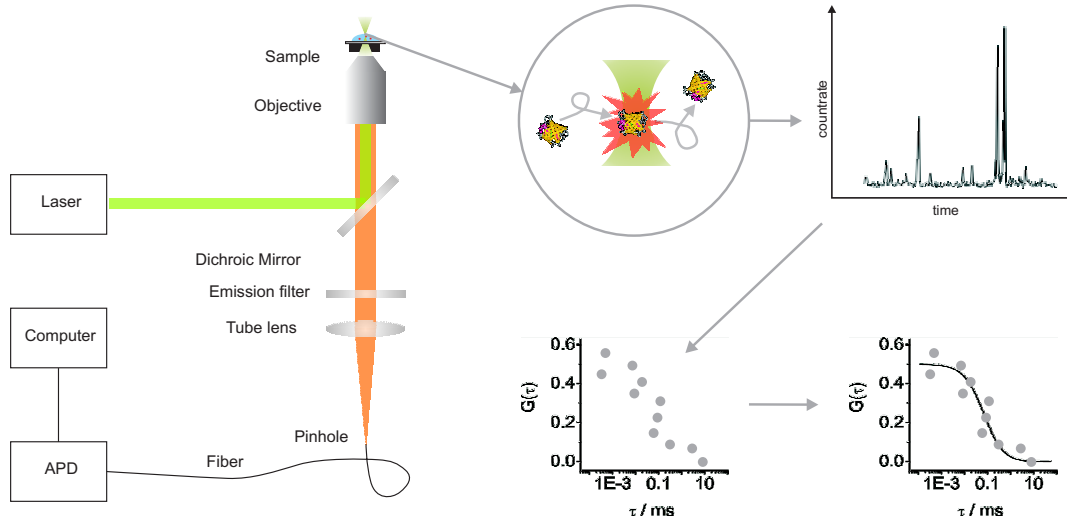 Sample
Objective
Laser
Dichroic Mirror
Emission filter
Tube lens
Computer
Pinhole
APD
Fiber
countrate
time
0.6
0.4
0.2
0.0
G(τ)
1E-3 0.1 10
τ / ms
0.6
0.4
0.2
0.0
G(τ)
1E-3 0.1 10
τ / ms